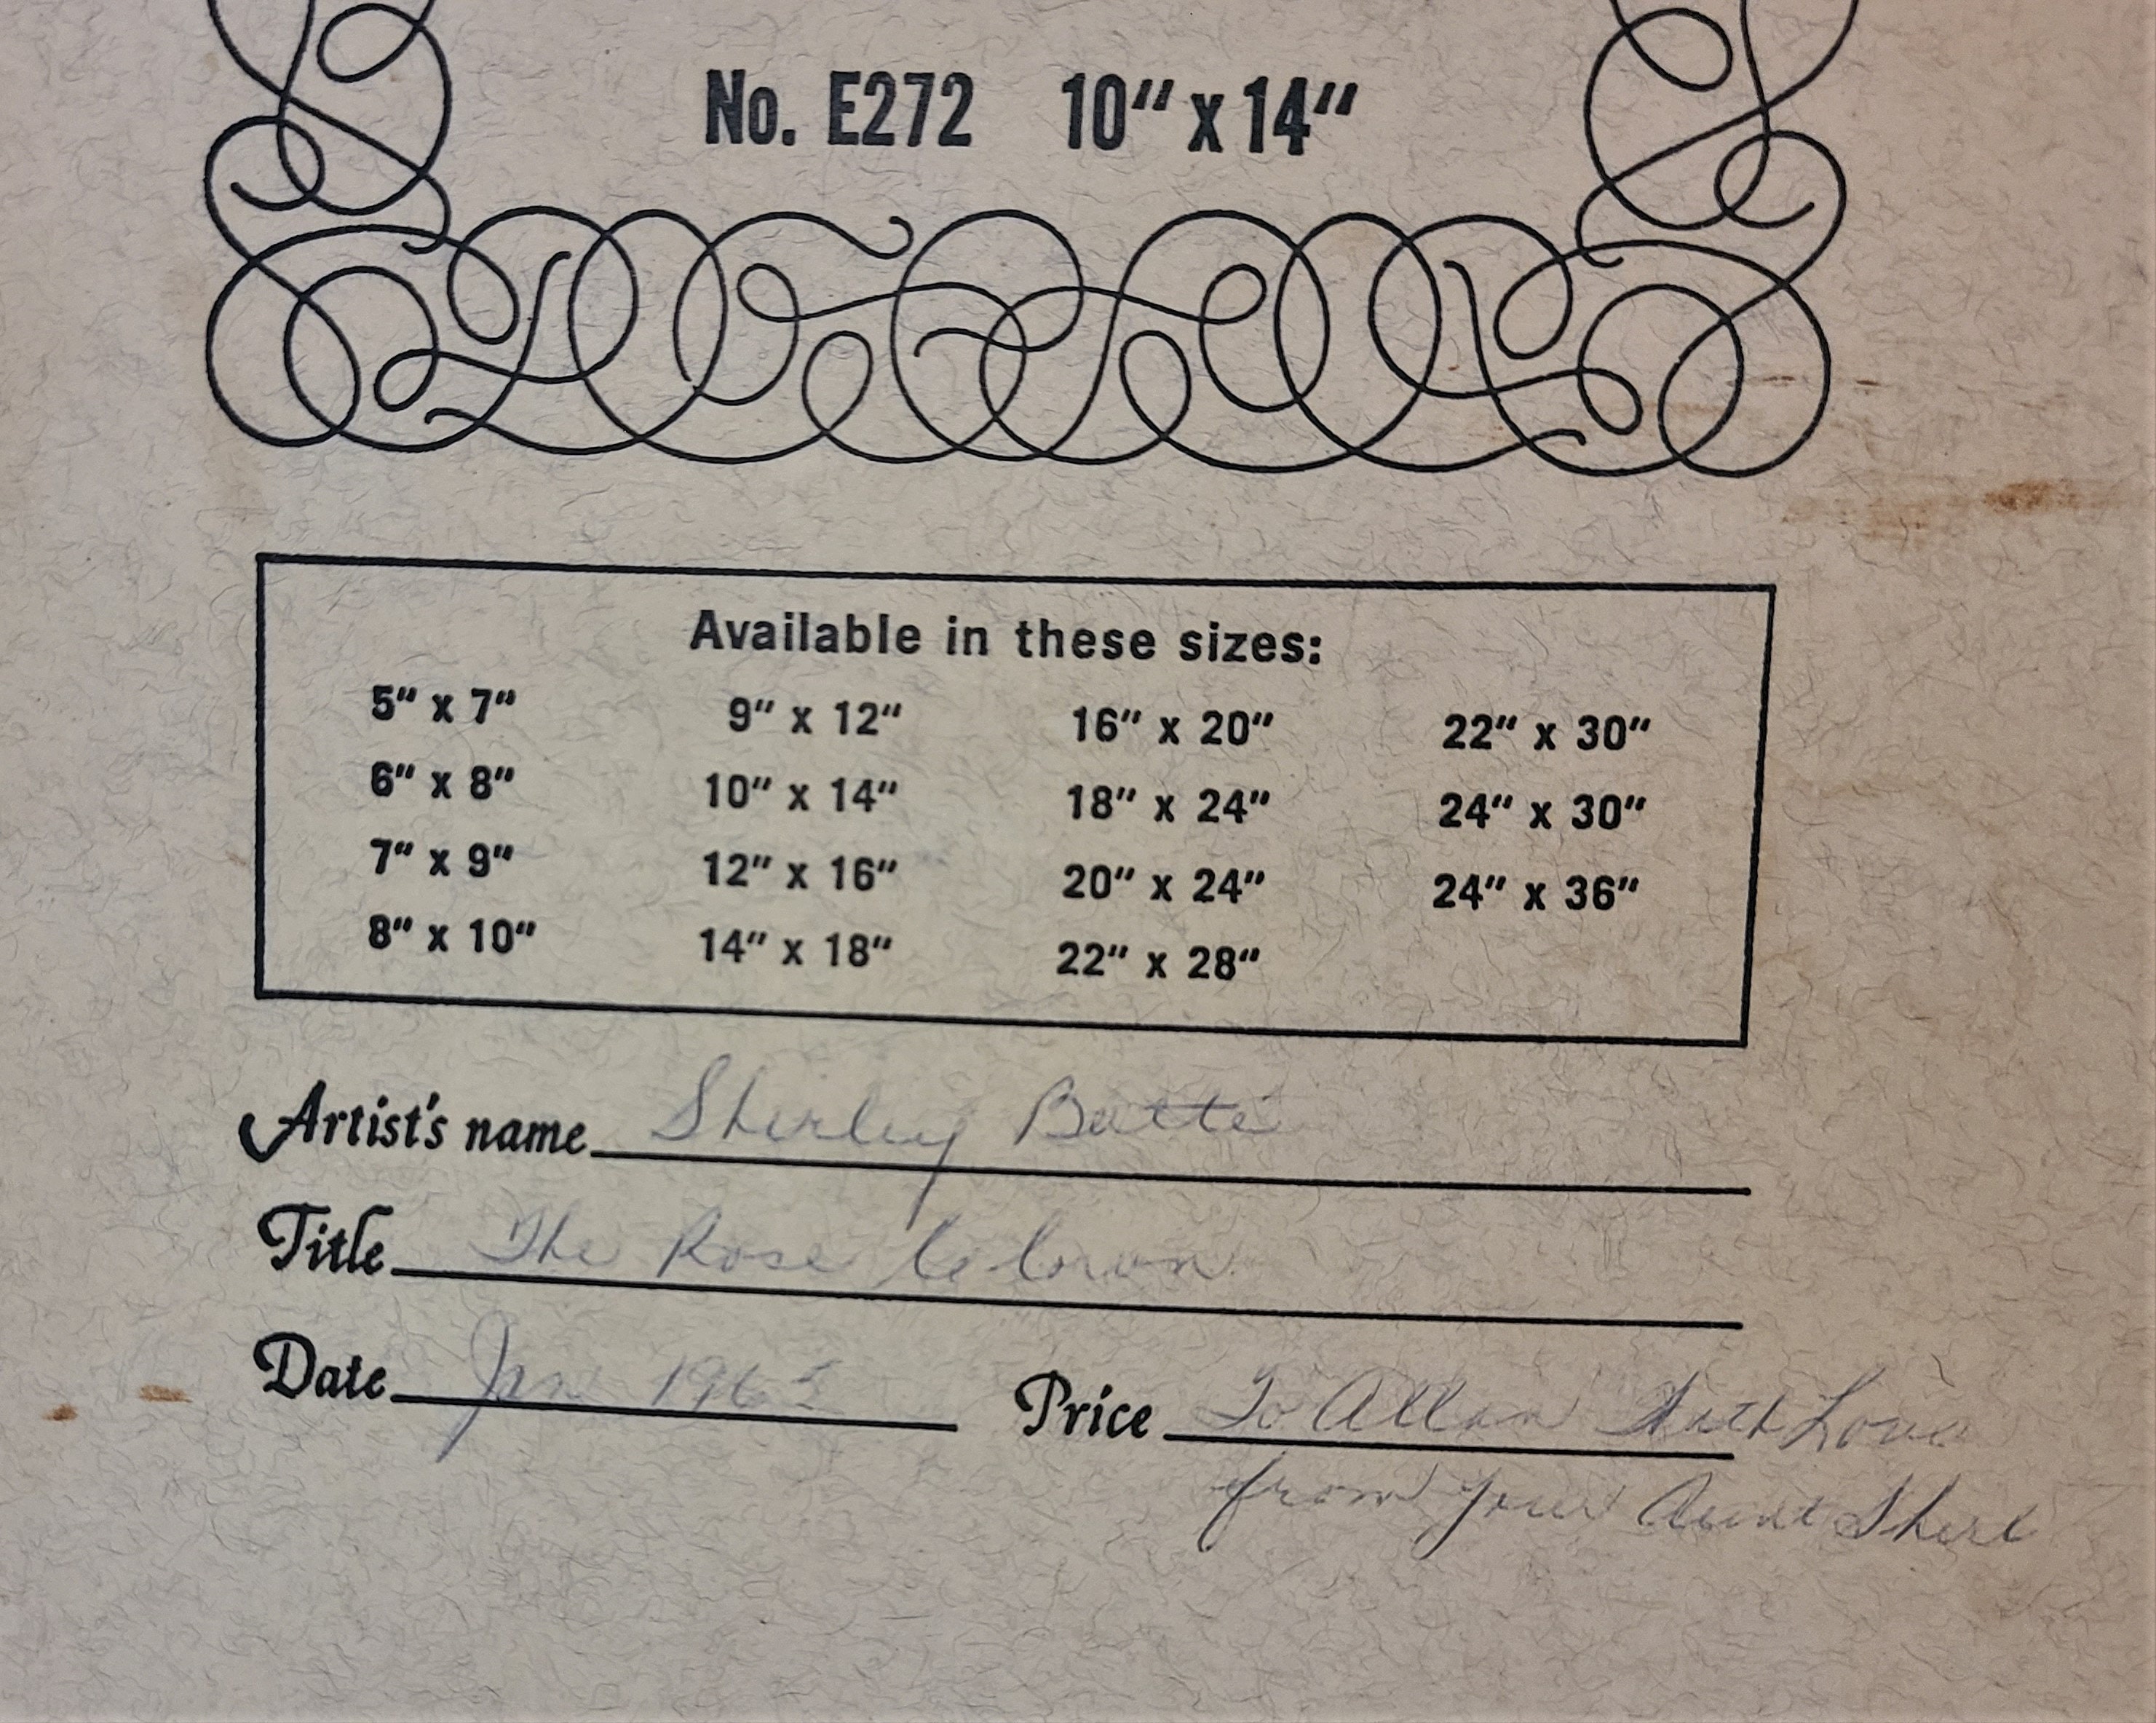 No. E272 10" x 14"
Available in these sizes:
5" x 7" 9" x 12" 16" x 20" 22" x 30"
6" x 8" 10" x 14" 18" x 24" 24" x 30"
7" x 9" 12" x 16" 20" x 24" 24" x 36"
8" x 10" 14" x 18" 22" x 28"
Artist's name Shirley
Title The Rose
Date Jan Price To Allan With Love
from your Aunt Shirl